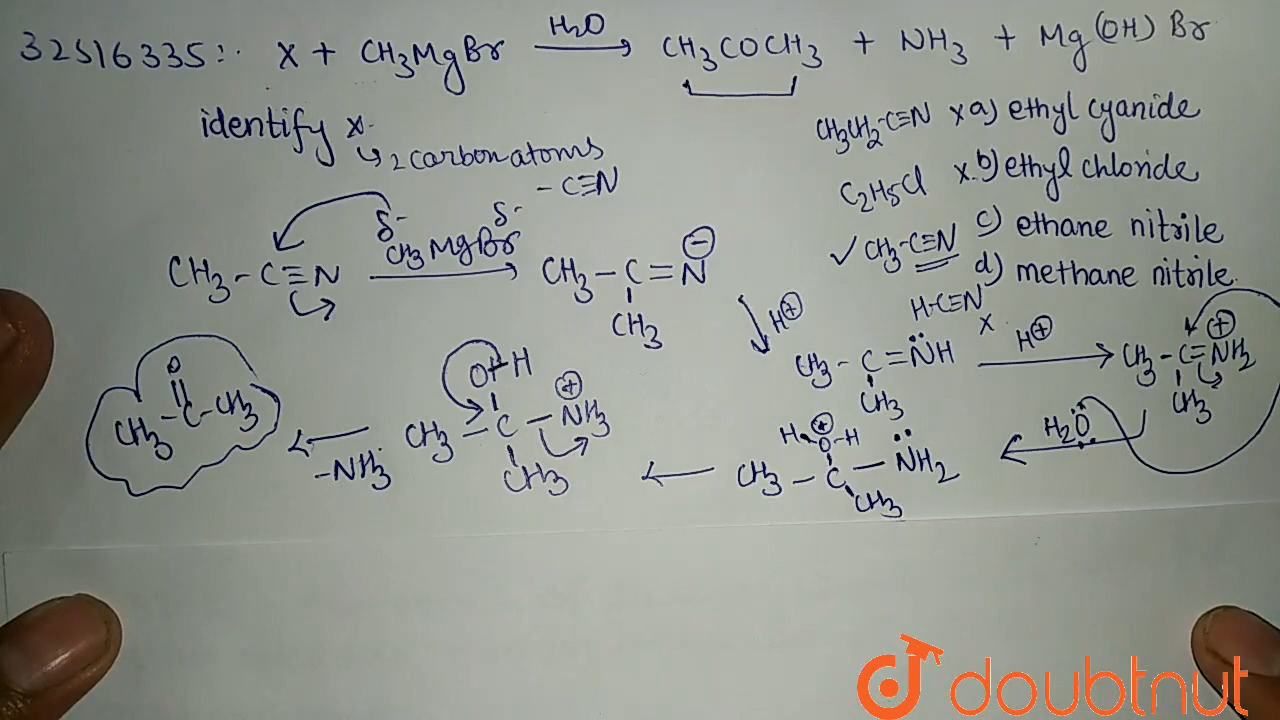 32516335:. X + CH3MgBr H2O → CH3COCH3 + NH3 + Mg(OH)Br
identify X.
↳ 2 carbon atoms
-C≡N
CH3CH2-C≡N x a) ethyl cyanide
C2H5Cl x. b) ethyl chloride
✓ CH3-C≡N c) ethane nitrile
d) methane nitrile.
H-C≡N
x
CH3-C≡N δ- CH3MgBr δ- → CH3-C=N ⊖
CH3
H⊕
CH3-C=NH H⊕ → CH3-C=NH2 ⊕
CH3 CH3
H2O
H-O-H ⊕
CH3-C-NH2
CH3
OH-H ⊕
CH3-C-NH3
CH3
-NH3
O
CH3-C-CH3
doubtnut